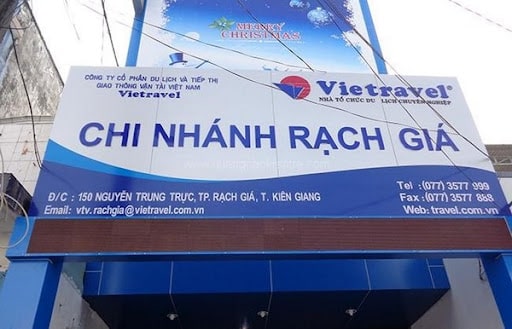 MERRY
CHRISTMAS
CÔNG TY CỔ PHẦN DU LỊCH VÀ TIẾP THỊ
GIAO THÔNG VẬN TẢI VIỆT NAM
Vietravel
Vietravel®
NHÀ TỔ CHỨC DU LỊCH CHUYÊN NGHIỆP
CHI NHÁNH RẠCH GIÁ
Đ/C : 150 NGUYỄN TRUNG TRỰC, TP. RẠCH GIÁ, T. KIÊN GIANG
Email: vtv.rachgia@vietravel.com.vn
Tel : (077) 3577 999
Fax : (077) 3577 888
Web: travel.com.vn